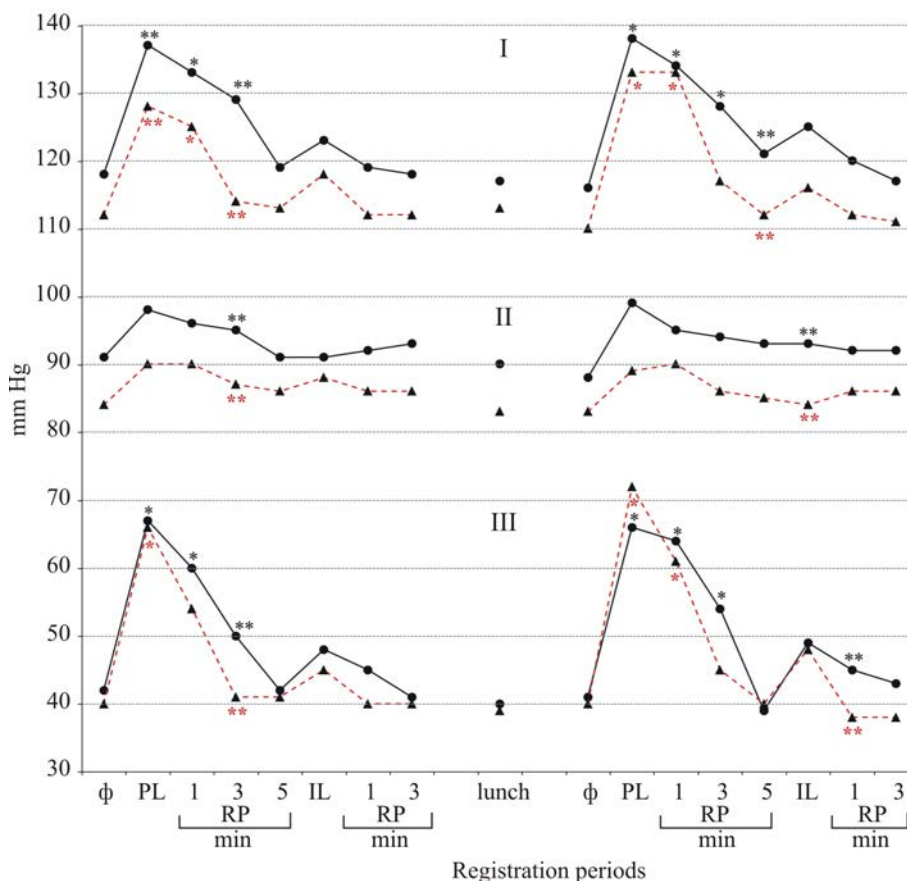 140
130
120
110
100
90
80
70
60
50
40
30
mm Hg
I
II
III
** * ** * * * **
** * ** * * **
** **
** **
* * ** * * * **
* ** * * **
ф PL 1 3 5 IL 1 3 lunch ф PL 1 3 5 IL 1 3
RP RP RP RP
min min min min
Registration periods